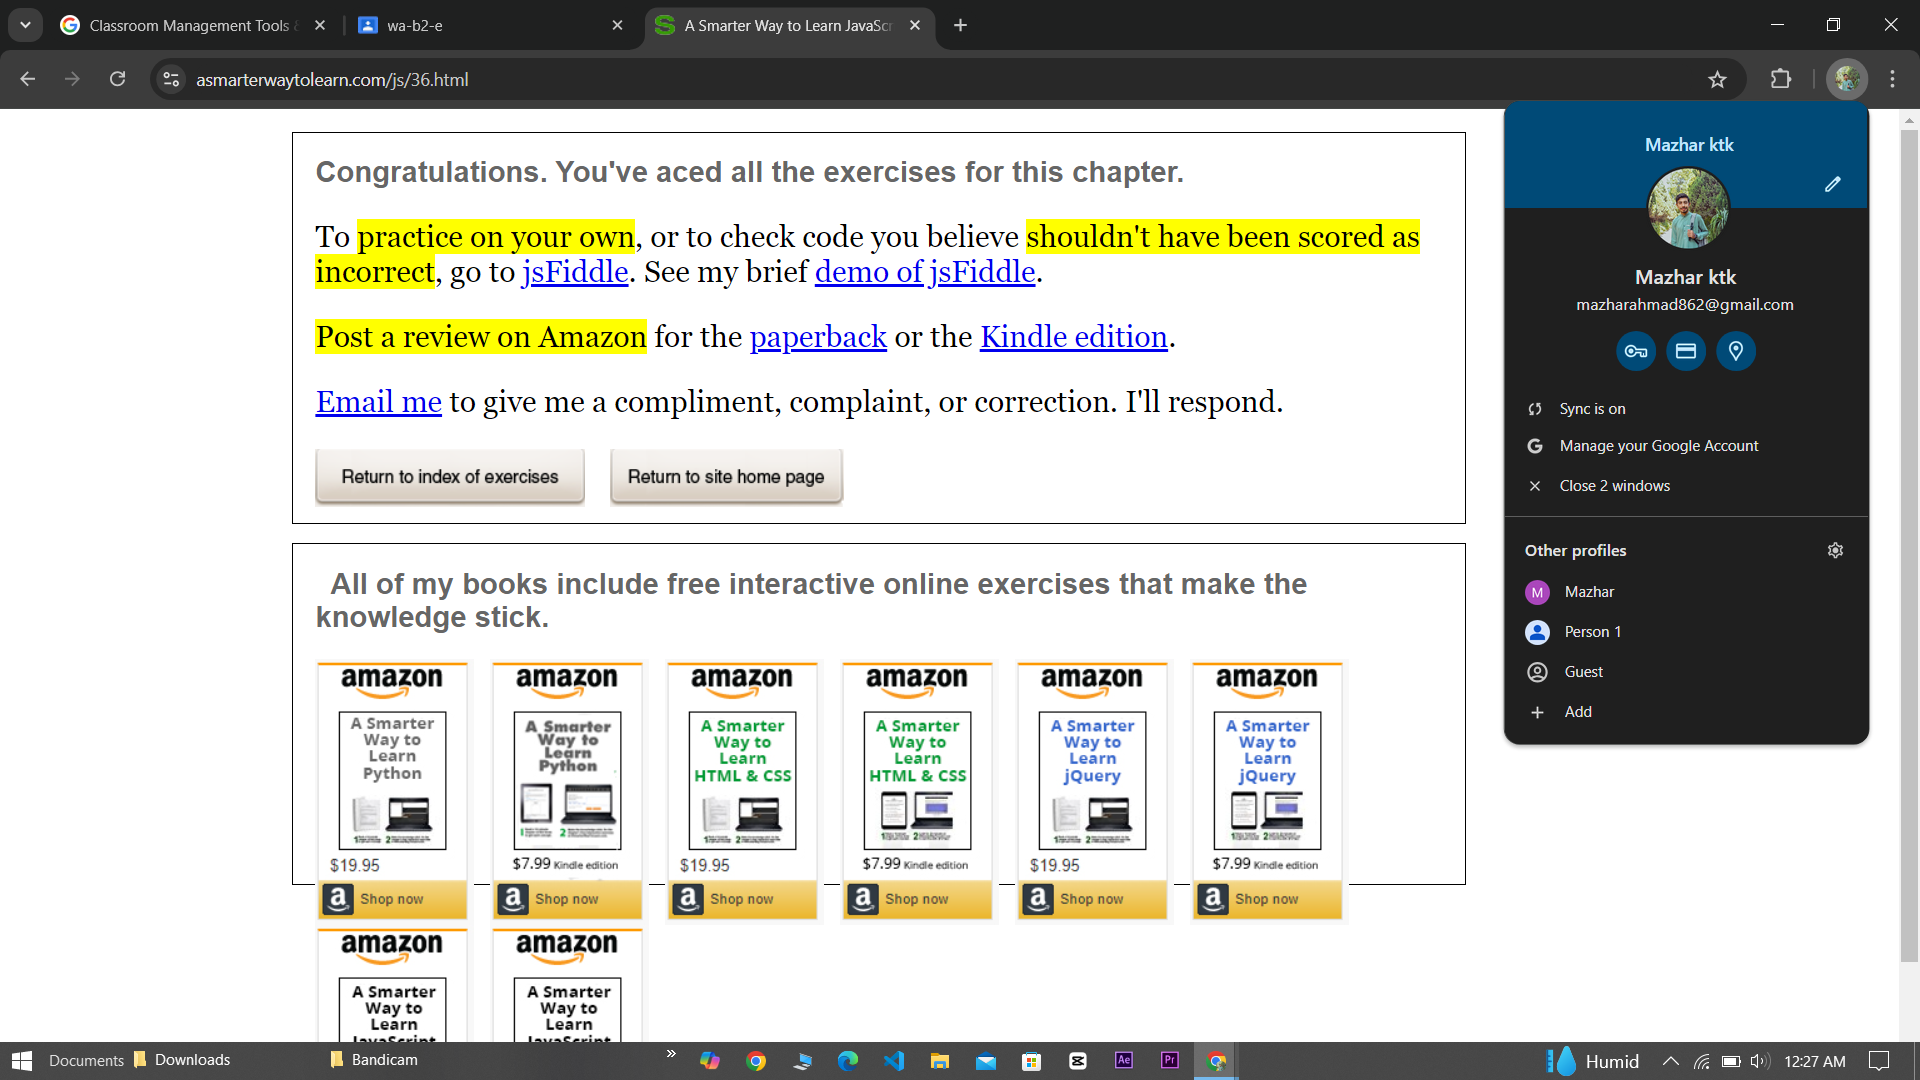 Classroom Management Tools &
wa-b2-e
A Smarter Way to Learn JavaScr
asmarterwaytolearn.com/js/36.html
Congratulations. You've aced all the exercises for this chapter.
To practice on your own, or to check code you believe shouldn't have been scored as
incorrect, go to jsFiddle. See my brief demo of jsFiddle.
Post a review on Amazon for the paperback or the Kindle edition.
Email me to give me a compliment, complaint, or correction. I'll respond.
Return to index of exercises
Return to site home page
All of my books include free interactive online exercises that make the
knowledge stick.
amazon
A Smarter
Way to
Learn
Python
$19.95
Shop now
amazon
A Smarter
Way to
Learn
Python
$7.99 Kindle edition
Shop now
amazon
A Smarter
Way to
Learn
HTML & CSS
$19.95
Shop now
amazon
A Smarter
Way to
Learn
HTML & CSS
$7.99 Kindle edition
Shop now
amazon
A Smarter
Way to
Learn
jQuery
$19.95
Shop now
amazon
A Smarter
Way to
Learn
jQuery
$7.99 Kindle edition
Shop now
amazon
A Smarter
Way to
Learn
JavaScript
amazon
A Smarter
Way to
Learn
JavaScript
Mazhar ktk
Mazhar ktk
mazharahmad862@gmail.com
Sync is on
Manage your Google Account
Close 2 windows
Other profiles
M Mazhar
Person 1
Guest
Add
Documents
Downloads
Bandicam
Ae
Pr
Humid
12:27 AM